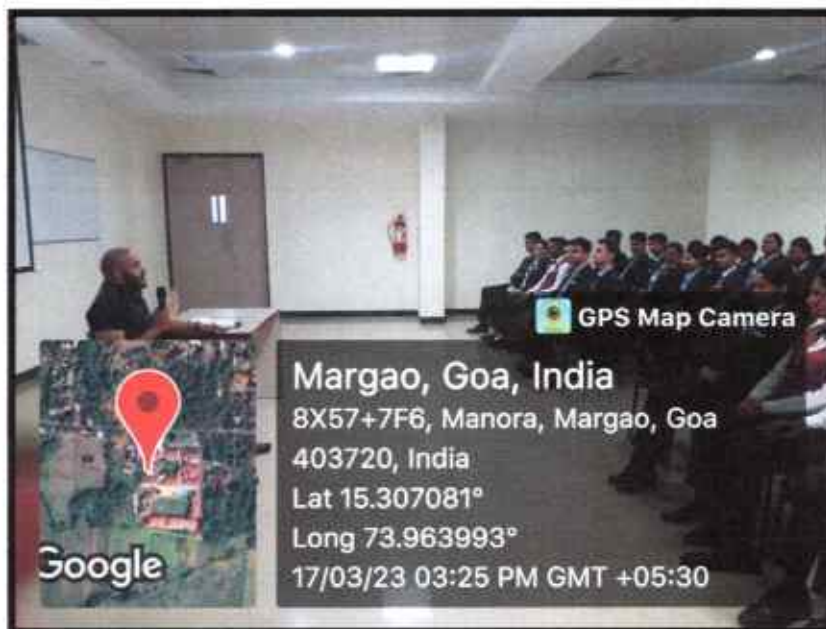 GPS Map Camera
Margao, Goa, India
8X57+7F6, Manora, Margao, Goa
403720, India
Lat 15.307081°
Long 73.963993°
17/03/23 03:25 PM GMT +05:30
Google